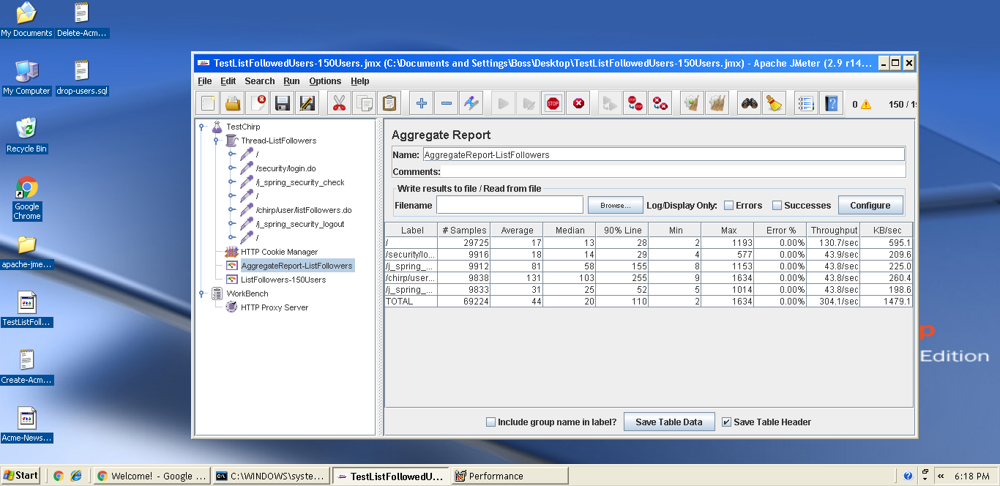 My Documents
Delete-Acm...
My Computer
drop-users.sql
Recycle Bin
Google
Chrome
apache-jme...
TestListFoll...
Create-Acm...
Acme-News...
TestListFollowedUsers-150Users.jmx (C:\Documents and Settings\Boss\Desktop\TestListFollowedUsers-150Users.jmx) - Apache JMeter (2.9 r14...
File Edit Search Run Options Help
STOP
0
150 / 1
TestChirp
Thread-ListFollowers
/
/security/login.do
/j_spring_security_check
/
/chirp/user/listFollowers.do
/j_spring_security_logout
/
HTTP Cookie Manager
AggregateReport-ListFollowers
ListFollowers-150Users
WorkBench
HTTP Proxy Server
Aggregate Report
Name: AggregateReport-ListFollowers
Comments:
Write results to file / Read from file
Filename Browse... Log/Display Only: Errors Successes Configure
Label # Samples Average Median 90% Line Min Max Error % Throughput KB/sec
/ 29725 17 13 28 2 1193 0.00% 130.7/sec 595.1
/security/lo... 9916 18 14 29 4 577 0.00% 43.9/sec 209.6
/j_spring_... 9912 81 58 155 8 1153 0.00% 43.8/sec 225.0
/chirp/user... 9838 131 103 255 9 1634 0.00% 43.8/sec 260.4
/j_spring_... 9833 31 25 52 5 1014 0.00% 43.8/sec 198.6
TOTAL 69224 44 20 110 2 1634 0.00% 304.1/sec 1479.1
Include group name in label? Save Table Data Save Table Header
p
Edition
Start
Welcome! - Google ...
C:\WINDOWS\syste...
TestListFollowedU...
Performance
6:18 PM